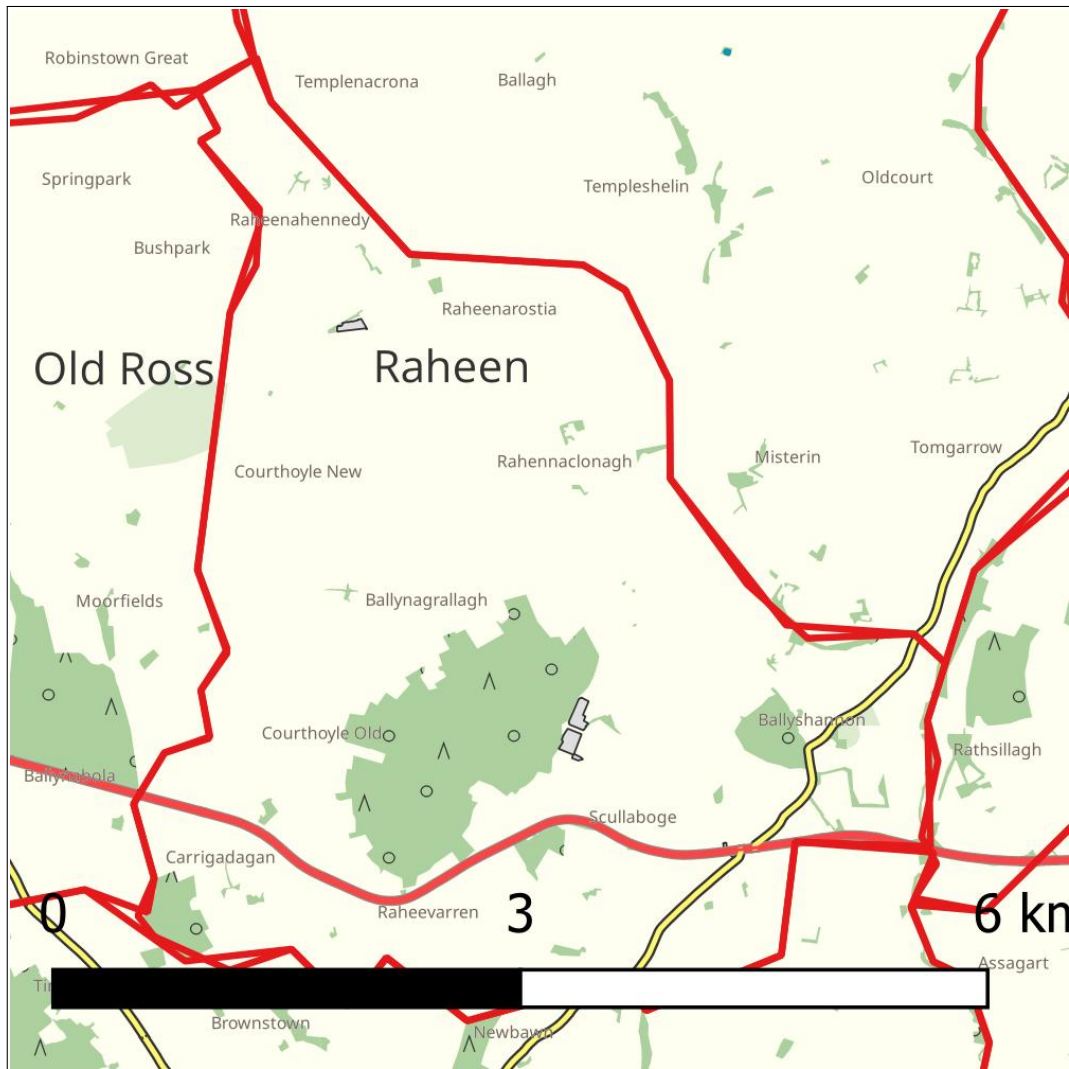 Robinstown Great
Templenacrona
Ballagh
Springpark
Templeshelin
Oldcourt
Raheenahennedy
Bushpark
Raheenarostia
Old Ross
Raheen
Rahennaclonagh
Misterin
Tomgarrow
Courthoyle New
Moorfields
Ballynagrallagh
Courthoyle Old
Ballyshannon
Rathsillagh
Ballynabola
Scullaboge
Carrigadagan
Raheevarren
0 3 6 km
Assagart
Brownstown
Newbawn